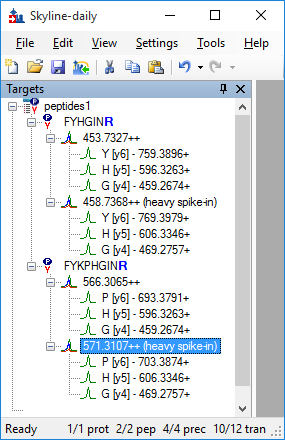 Skyline-daily
File Edit View Settings Tools Help
Targets
peptides1
FYHGINR
453.7327++
Y [y6] - 759.3896+
H [y5] - 596.3263+
G [y4] - 459.2674+
458.7368++ (heavy spike-in)
Y [y6] - 769.3979+
H [y5] - 606.3346+
G [y4] - 469.2757+
FYKPHGINR
566.3065++
P [y6] - 693.3791+
H [y5] - 596.3263+
G [y4] - 459.2674+
571.3107++ (heavy spike-in)
P [y6] - 703.3874+
H [y5] - 606.3346+
G [y4] - 469.2757+
Ready 1/1 prot 2/2 pep 4/4 prec 10/12 tran